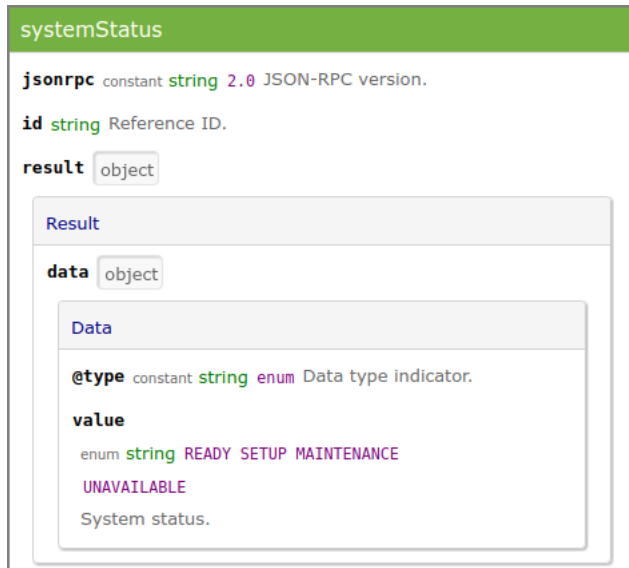 systemStatus
jsonrpc constant string 2.0 JSON-RPC version.
id string Reference ID.
result object
Result
data object
Data
@type constant string enum Data type indicator.
value
enum string READY SETUP MAINTENANCE
UNAVAILABLE
System status.